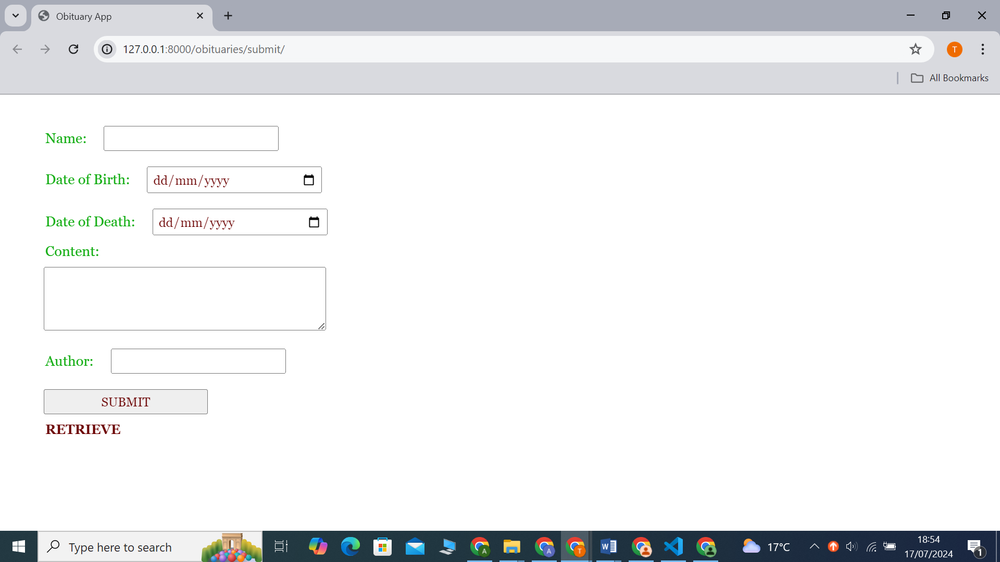 Obituary App
127.0.0.1:8000/obituaries/submit/
T
All Bookmarks
Name:
Date of Birth: dd/mm/yyyy
Date of Death: dd/mm/yyyy
Content:
Author:
SUBMIT
RETRIEVE
Type here to search
A
A
T
W
17°C
18:54
17/07/2024
1